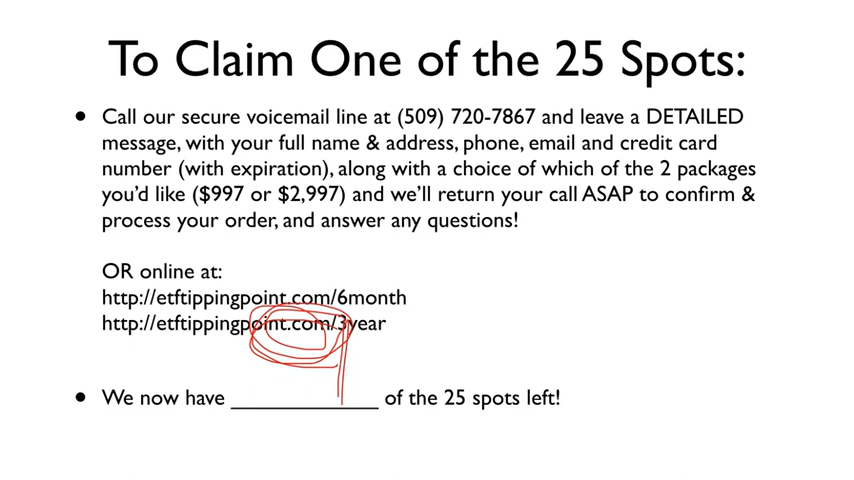 To Claim One of the 25 Spots:
• Call our secure voicemail line at (509) 720-7867 and leave a DETAILED
message, with your full name & address, phone, email and credit card
number (with expiration), along with a choice of which of the 2 packages
you'd like ($997 or $2,997) and we'll return your call ASAP to confirm &
process your order, and answer any questions!
OR online at:
http://etftippingpoint.com/6month
http://etftippingpoint.com/3year
• We now have ______________ of the 25 spots left!